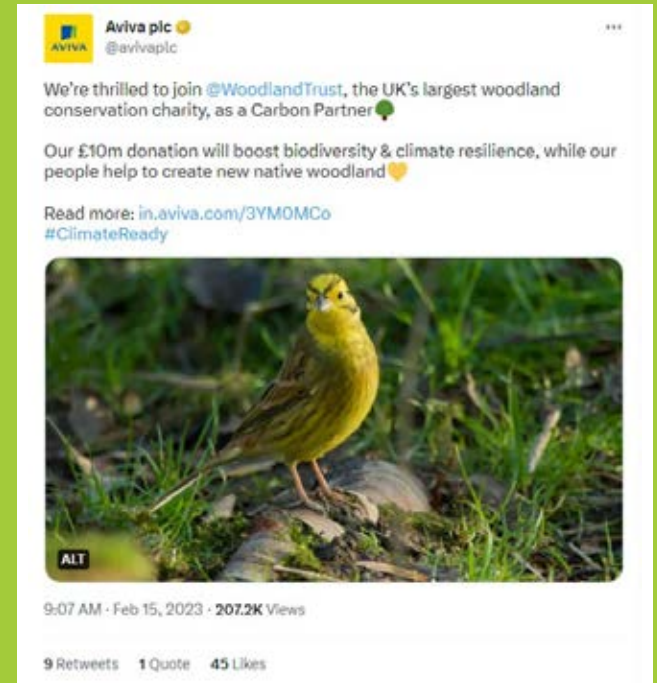 AVIVA
Aviva plc
@avivaplc
We're thrilled to join @WoodlandTrust, the UK's largest woodland
conservation charity, as a Carbon Partner🌳
Our £10m donation will boost biodiversity & climate resilience, while our
people help to create new native woodland💛
Read more: in.aviva.com/3YM0MCo
#ClimateReady
ALT
9:07 AM · Feb 15, 2023 · 207.2K Views
9 Retweets 1 Quote 45 Likes